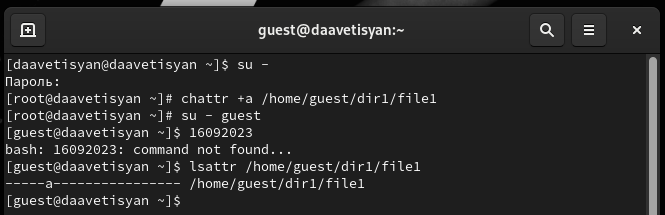 guest@daavetisyan:~
[daavetisyan@daavetisyan ~]$ su -
Пароль:
[root@daavetisyan ~]# chattr +a /home/guest/dir1/file1
[root@daavetisyan ~]# su - guest
[guest@daavetisyan ~]$ 16092023
bash: 16092023: command not found...
[guest@daavetisyan ~]$ lsattr /home/guest/dir1/file1
-----a---------------- /home/guest/dir1/file1
[guest@daavetisyan ~]$